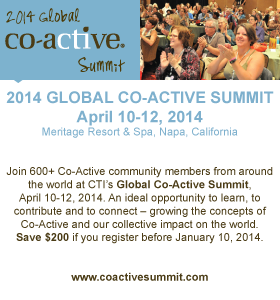 2014 Global
co-active®
Summit
2014 GLOBAL CO-ACTIVE SUMMIT
April 10-12, 2014
Meritage Resort & Spa, Napa, California
Join 600+ Co-Active community members from around
the world at CTI's Global Co-Active Summit,
April 10-12, 2014. An ideal opportunity to learn, to
contribute and to connect – growing the concepts of
Co-Active and our collective impact on the world.
Save $200 if you register before January 10, 2014.
www.coactivesummit.com